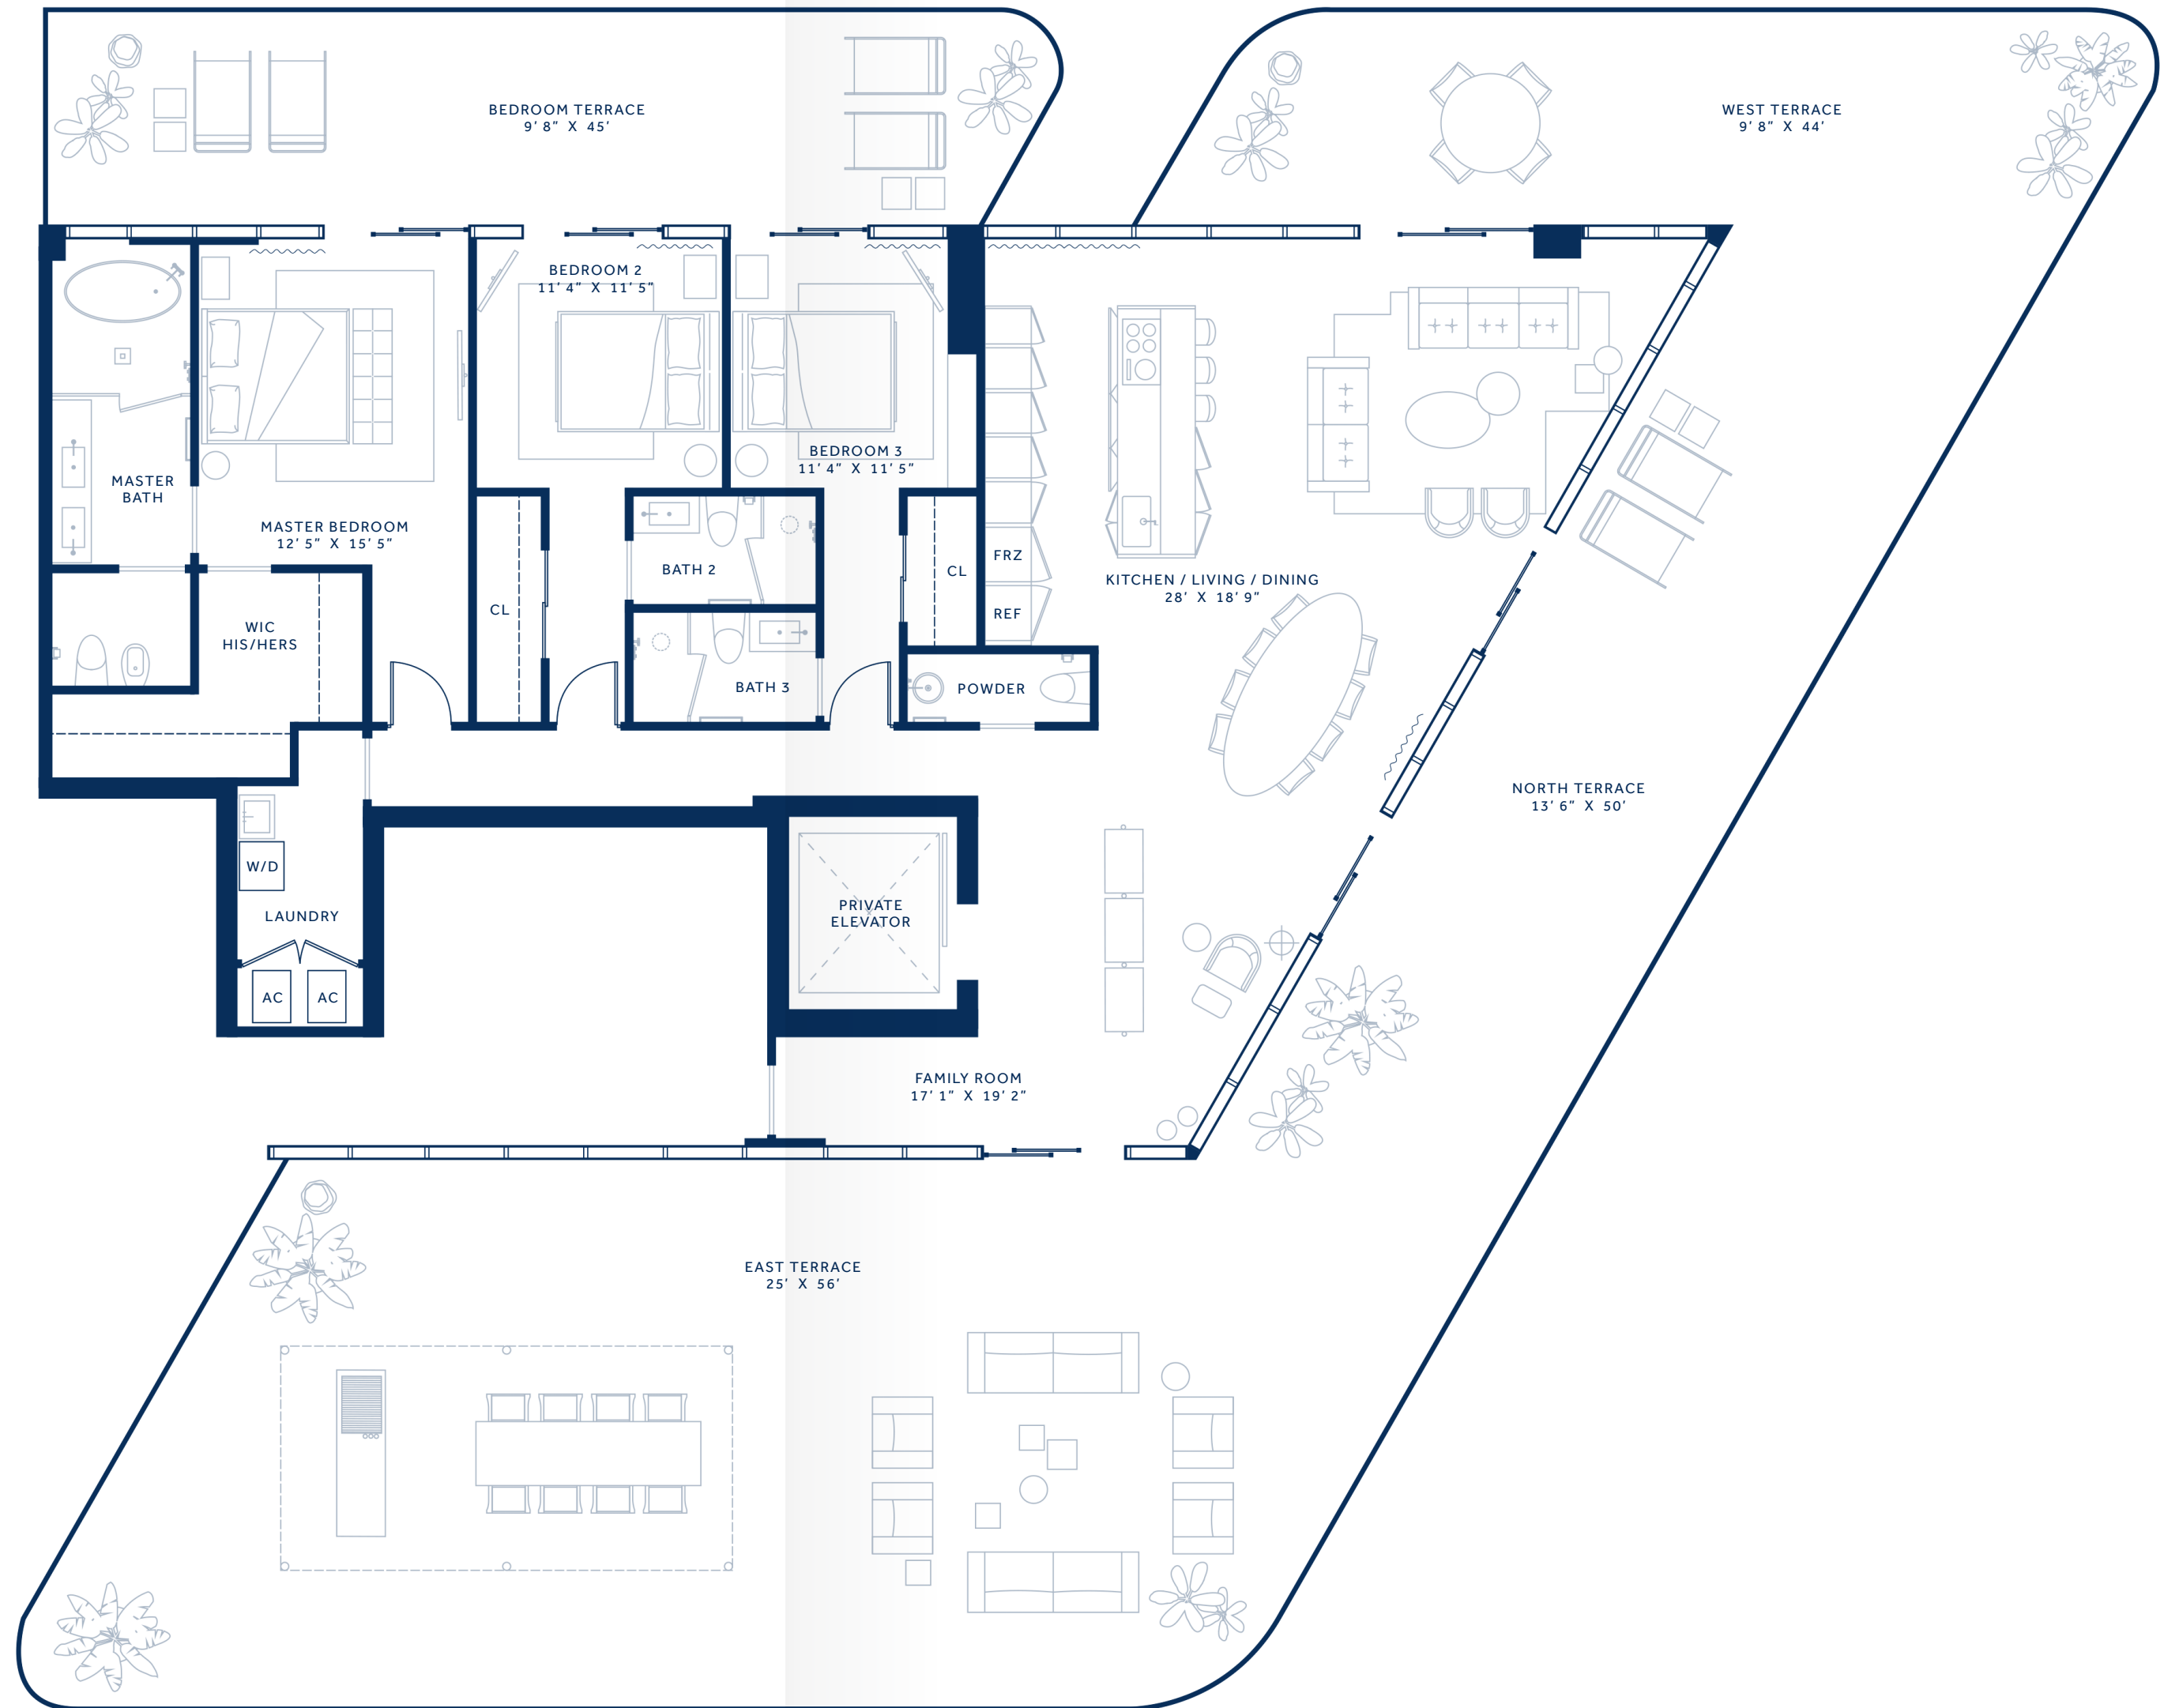 BEDROOM TERRACE
9' 8" X 45'
WEST TERRACE
9' 8" X 44'
BEDROOM 2
11' 4" X 11' 5"
BEDROOM 3
11' 4" X 11' 5"
MASTER
BATH
MASTER BEDROOM
12' 5" X 15' 5"
BATH 2
CL
CL
FRZ
REF
KITCHEN / LIVING / DINING
28' X 18' 9"
WIC
HIS/HERS
BATH 3
POWDER
NORTH TERRACE
13' 6" X 50'
W/D
LAUNDRY
AC
AC
PRIVATE
ELEVATOR
FAMILY ROOM
17' 1" X 19' 2"
EAST TERRACE
25' X 56'